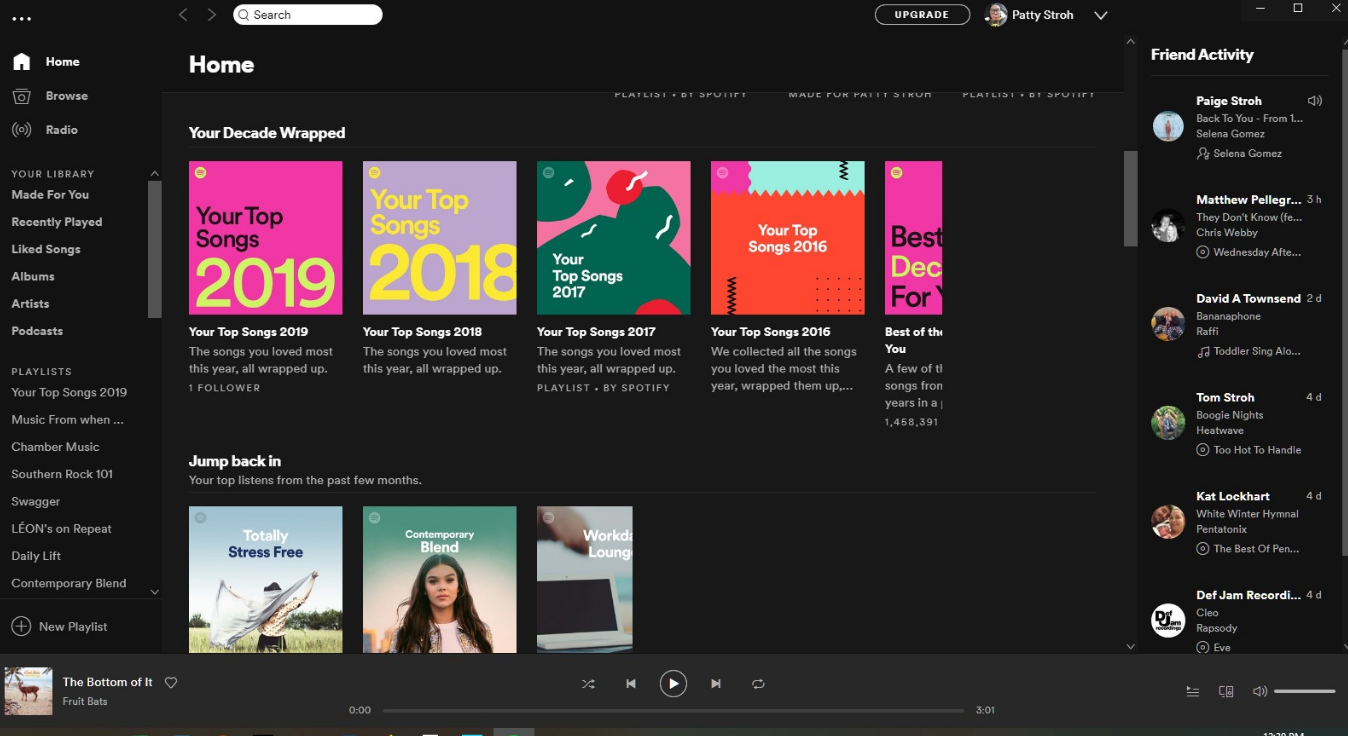 Search
UPGRADE
Patty Stroh
Home
Browse
Radio
YOUR LIBRARY
Made For You
Recently Played
Liked Songs
Albums
Artists
Podcasts
PLAYLISTS
Your Top Songs 2019
Music From when ...
Chamber Music
Southern Rock 101
Swagger
LÉON's on Repeat
Daily Lift
Contemporary Blend
New Playlist
Home
PLAYLIST • BY SPOTIFY
MADE FOR PATTY STROH
PLAYLIST • BY SPOTIFY
Your Decade Wrapped
Your Top
Songs
2019
Your Top Songs 2019
The songs you loved most
this year, all wrapped up.
1 FOLLOWER
Your Top
Songs
2018
Your Top Songs 2018
The songs you loved most
this year, all wrapped up.
Your
Top Songs
2017
Your Top Songs 2017
The songs you loved most
this year, all wrapped up.
PLAYLIST • BY SPOTIFY
Your Top
Songs 2016
Your Top Songs 2016
We collected all the songs
you loved the most this
year, wrapped them up,...
Best
Dec
For
Best of the
You
A few of th
songs from
years in a
1,458,391
Jump back in
Your top listens from the past few months.
Totally
Stress Free
Contemporary
Blend
Workda
Loung
Friend Activity
Paige Stroh
Back To You - From 1...
Selena Gomez
Selena Gomez
Matthew Pellegr... 3 h
They Don't Know (fe...
Chris Webby
Wednesday Afte...
David A Townsend 2 d
Bananaphone
Raffi
Toddler Sing Alo...
Tom Stroh 4 d
Boogie Nights
Heatwave
Too Hot To Handle
Kat Lockhart 4 d
White Winter Hymnal
Pentatonix
The Best Of Pen...
Def Jam Recordi... 4 d
Def
Jam
recordings
Cleo
Rapsody
Eve
The Bottom of It
Fruit Bats
0:00
3:01